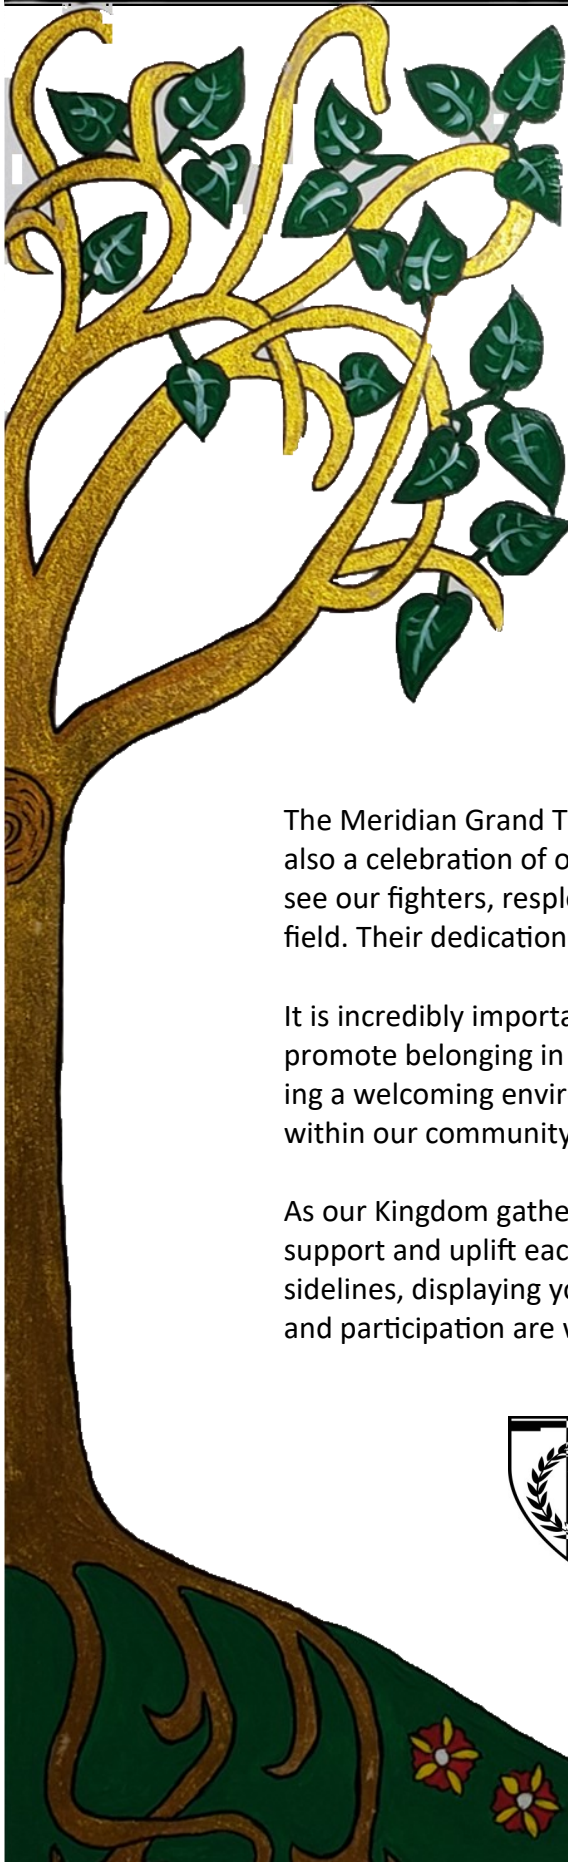 The Meridian Grand T
also a celebration of o
see our fighters, resple
field. Their dedication
It is incredibly importa
promote belonging in
ing a welcoming envir
within our community
As our Kingdom gathe
support and uplift eac
sidelines, displaying yo
and participation are